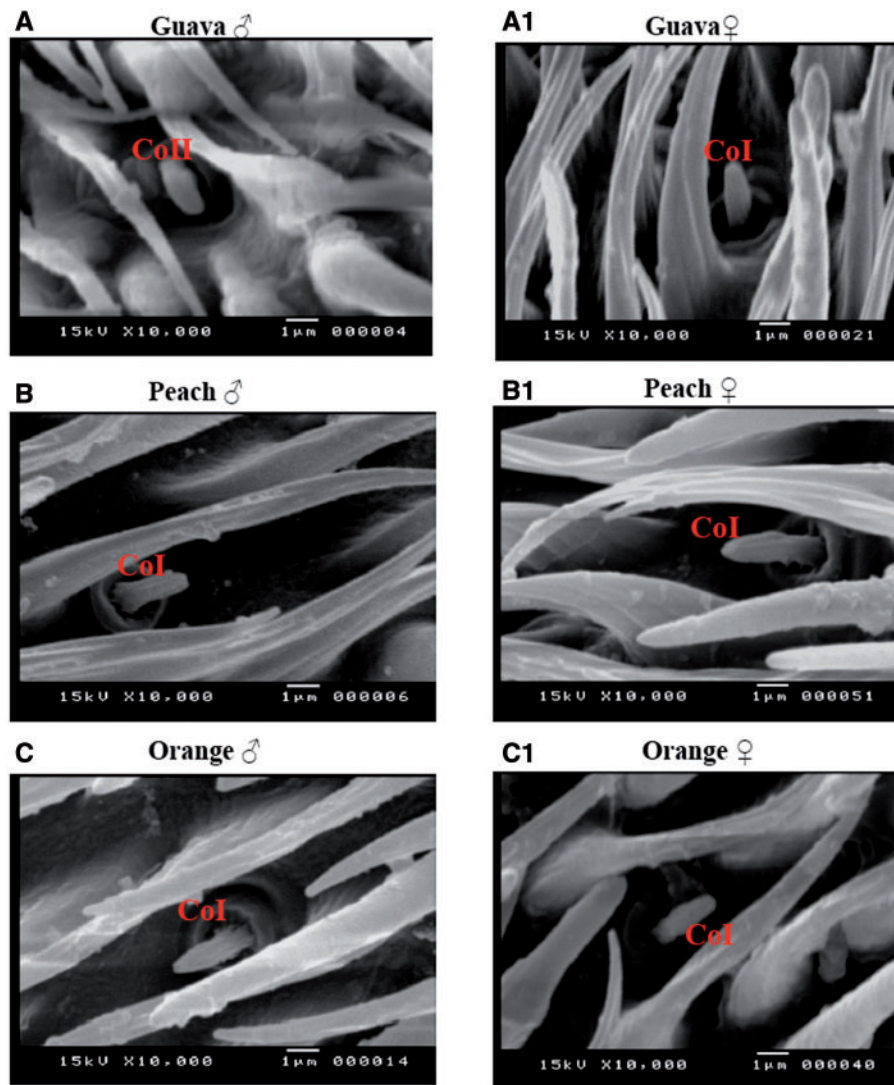 A
Guava ♂
CoII
15kV X10,000 1μm 000004
A1
Guava♀
CoI
15kV X10,000 1μm 000021
B
Peach ♂
CoI
15kV X10,000 1μm 000006
B1
Peach ♀
CoI
15kV X10,000 1μm 000051
C
Orange ♂
CoI
15kV X10,000 1μm 000014
C1
Orange ♀
CoI
15kV X10,000 1μm 000040